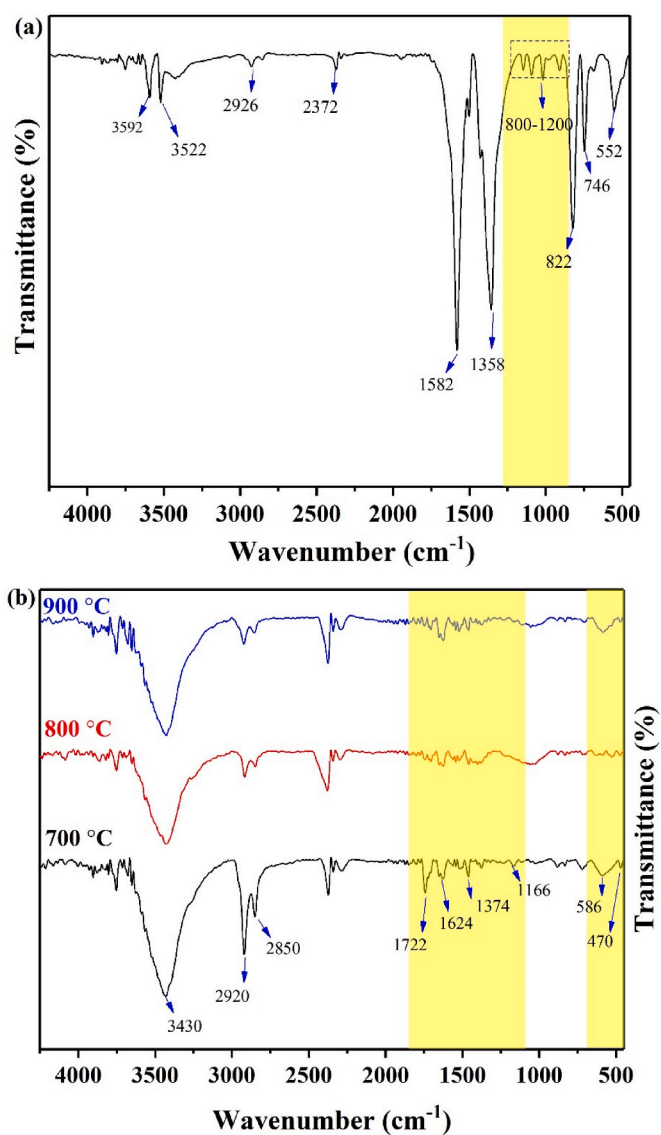 (a)
Transmittance (%)
3592
3522
2926
2372
1582
1358
800-1200
822
746
552
4000 3500 3000 2500 2000 1500 1000 500
Wavenumber (cm⁻¹)
(b)
900 °C
800 °C
700 °C
3430
2920
2850
1722
1624
1374
1166
586
470
Transmittance (%)
4000 3500 3000 2500 2000 1500 1000 500
Wavenumber (cm⁻¹)